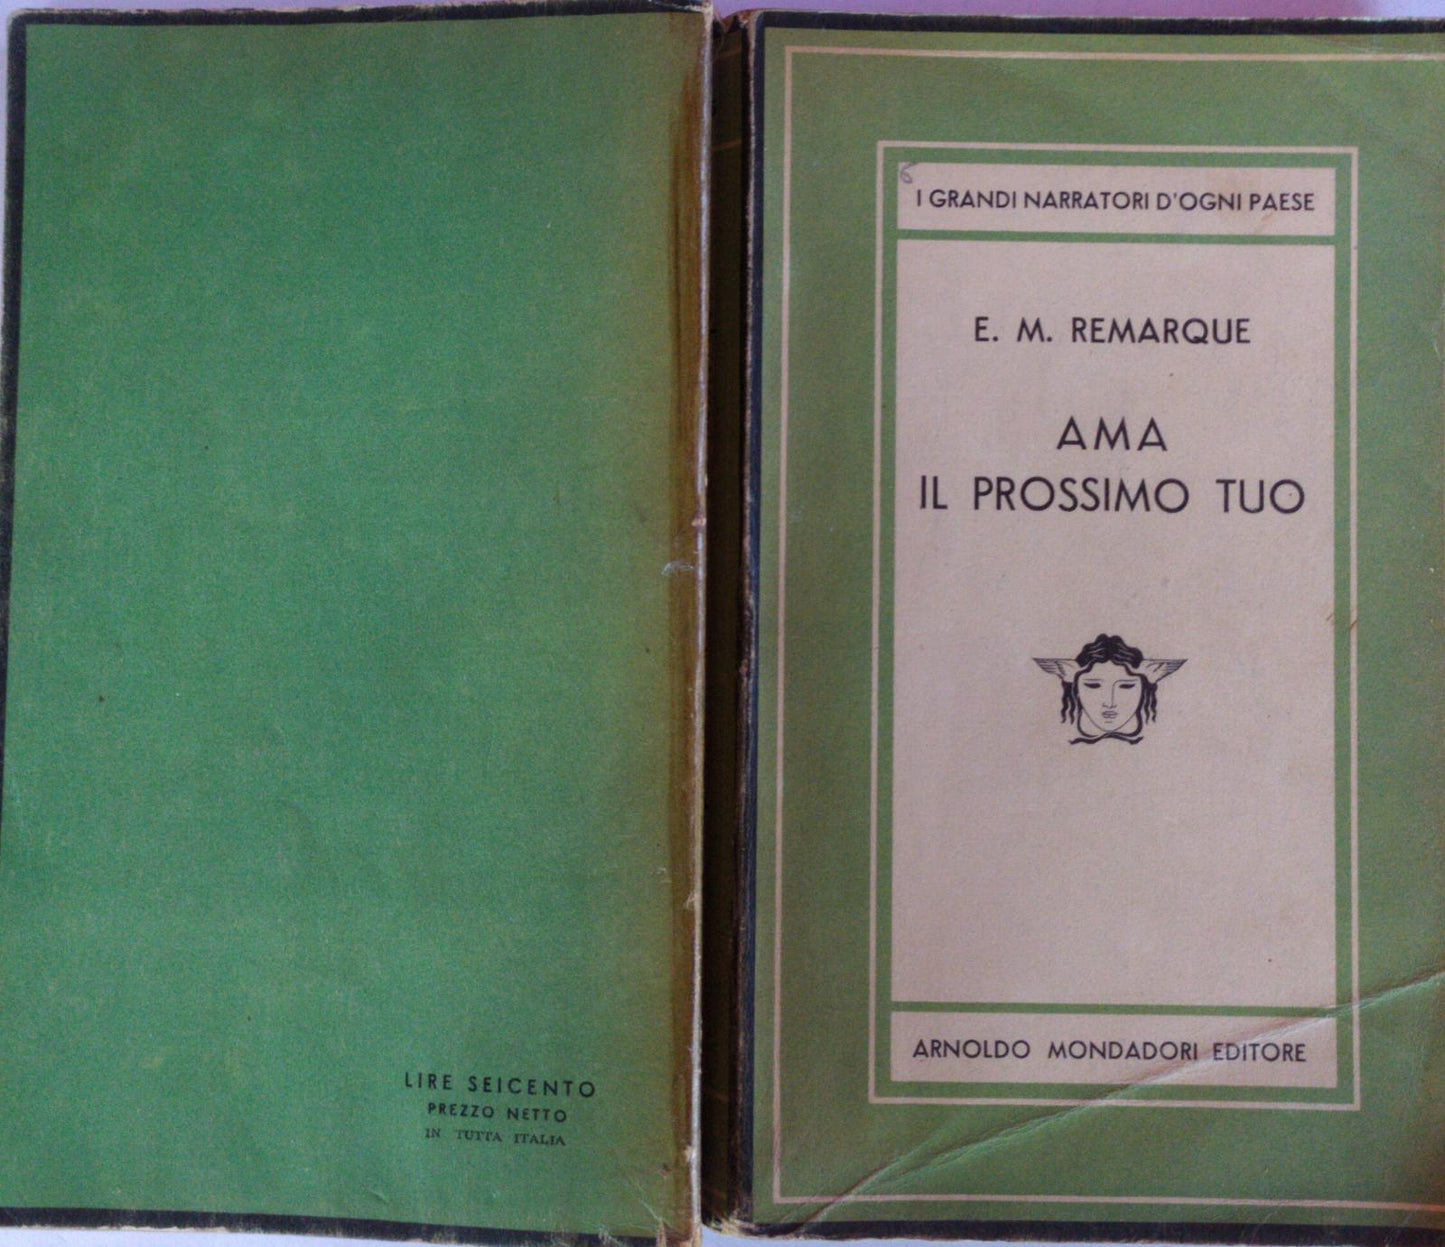 LIRE SEICENTO
PREZZO NETTO
IN TUTTA ITALIA
I GRANDI NARRATORI D'OGNI PAESE
E. M. REMARQUE
AMA
IL PROSSIMO TUO
ARNOLDO MONDADORI EDITORE